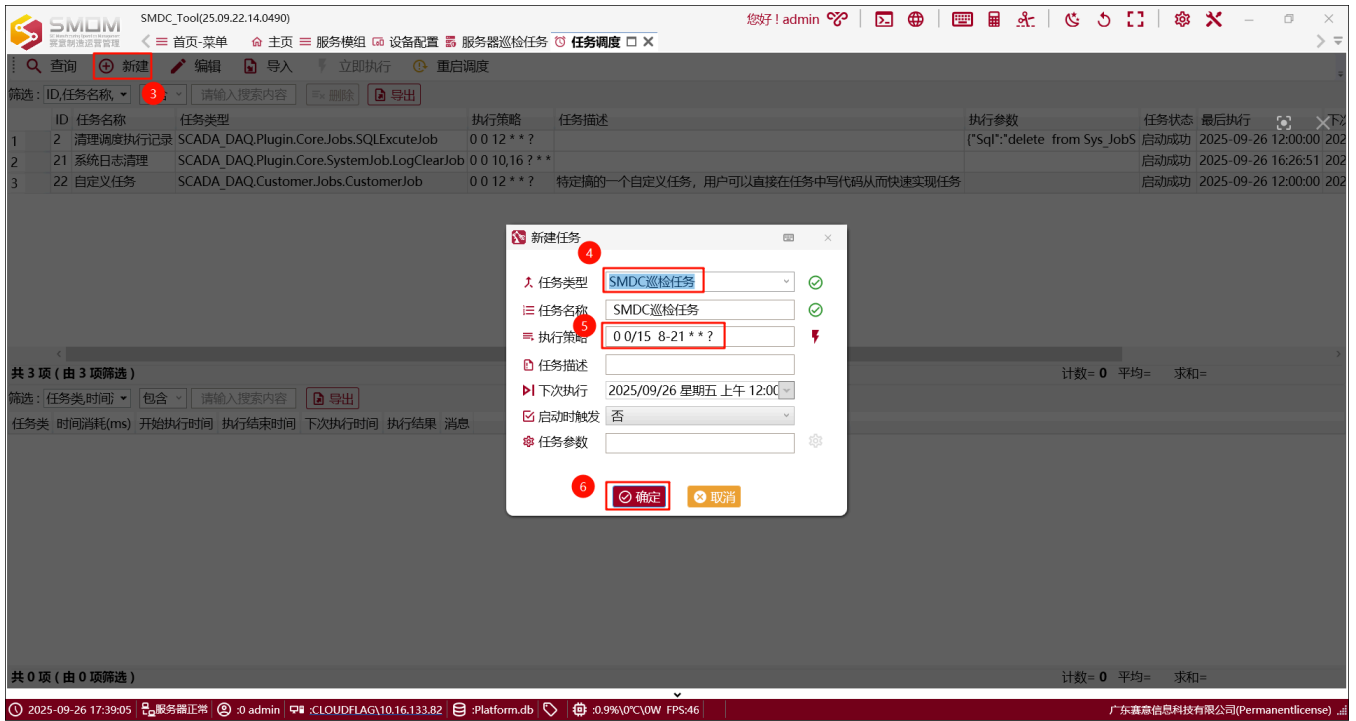 SMOM
赛意制造运营管理
SMDC_Tool(25.09.22.14.0490)
您好！admin
首页-菜单 主页 服务模组 设备配置 服务器巡检任务 任务调度
查询 新建 编辑 导入 立即执行 重启调度
筛选： ID,任务名称, 3 含 请输入搜索内容 删除 导出
ID 任务名称 任务类型 执行策略 任务描述 执行参数 任务状态 最后执行 下次
1 2 清理调度执行记录 SCADA_DAQ.Plugin.Core.Jobs.SQLExcuteJob 0 0 12 * * ? {"Sql":"delete from Sys_JobS 启动成功 2025-09-26 12:00:00 202
2 21 系统日志清理 SCADA_DAQ.Plugin.Core.SystemJob.LogClearJob 0 0 10,16 ? * * 启动成功 2025-09-26 16:26:51 202
3 22 自定义任务 SCADA_DAQ.Customer.Jobs.CustomerJob 0 0 12 * * ? 特定搞的一个自定义任务，用户可以直接在任务中写代码从而快速实现任务 启动成功 2025-09-26 12:00:00 202
新建任务
4
任务类型 SMDC巡检任务
任务名称 SMDC巡检任务
5
执行策略 0 0/15 8-21 * * ?
任务描述
下次执行 2025/09/26 星期五 上午 12:00
启动时触发 否
任务参数
6 确定 取消
共 3 项 ( 由 3 项筛选 ) 计数= 0 平均= 求和=
筛选： 任务类,时间 包含 请输入搜索内容 导出
任务类 时间消耗(ms) 开始执行时间 执行结束时间 下次执行时间 执行结果 消息
共 0 项 ( 由 0 项筛选 ) 计数= 0 平均= 求和=
2025-09-26 17:39:05 服务器正常 :0 admin :CLOUDFLAG\10.16.133.82 :Platform.db :0.9%\0°C\0W FPS:46 广东赛意信息科技有限公司(Permanentlicense)